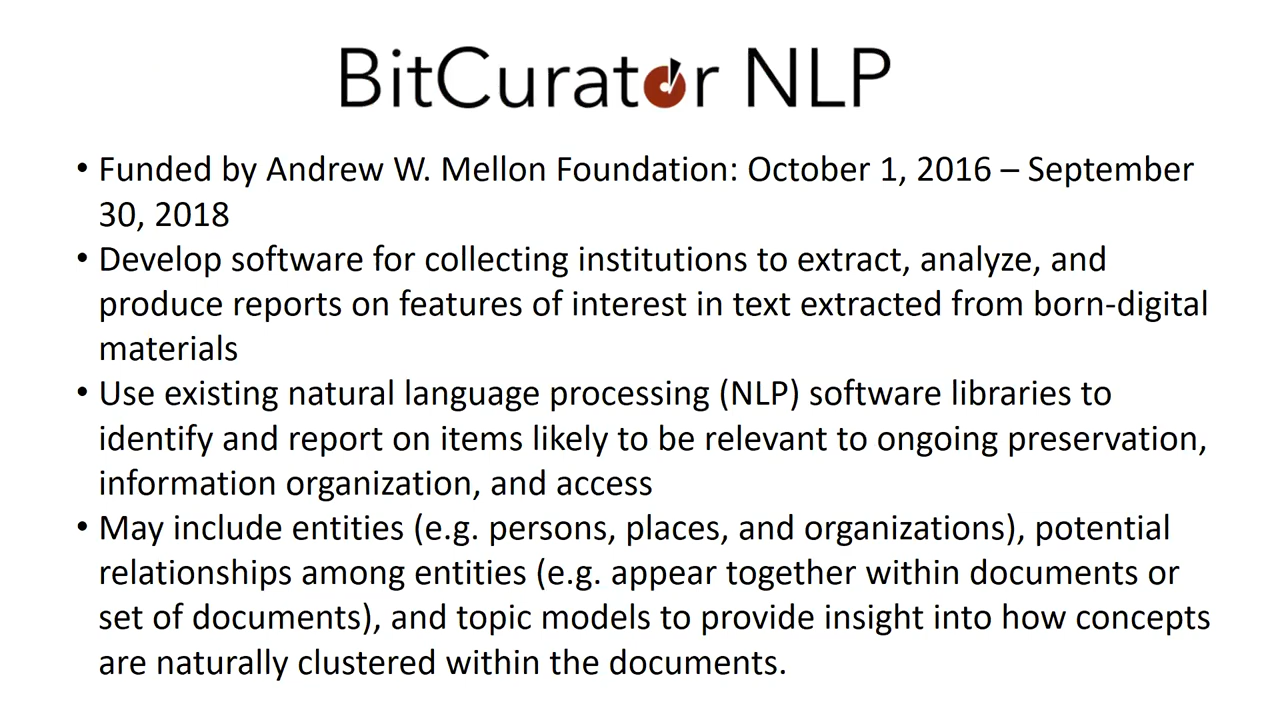 BitCurator NLP
• Funded by Andrew W. Mellon Foundation: October 1, 2016 – September
30, 2018
• Develop software for collecting institutions to extract, analyze, and
produce reports on features of interest in text extracted from born-digital
materials
• Use existing natural language processing (NLP) software libraries to
identify and report on items likely to be relevant to ongoing preservation,
information organization, and access
• May include entities (e.g. persons, places, and organizations), potential
relationships among entities (e.g. appear together within documents or
set of documents), and topic models to provide insight into how concepts
are naturally clustered within the documents.